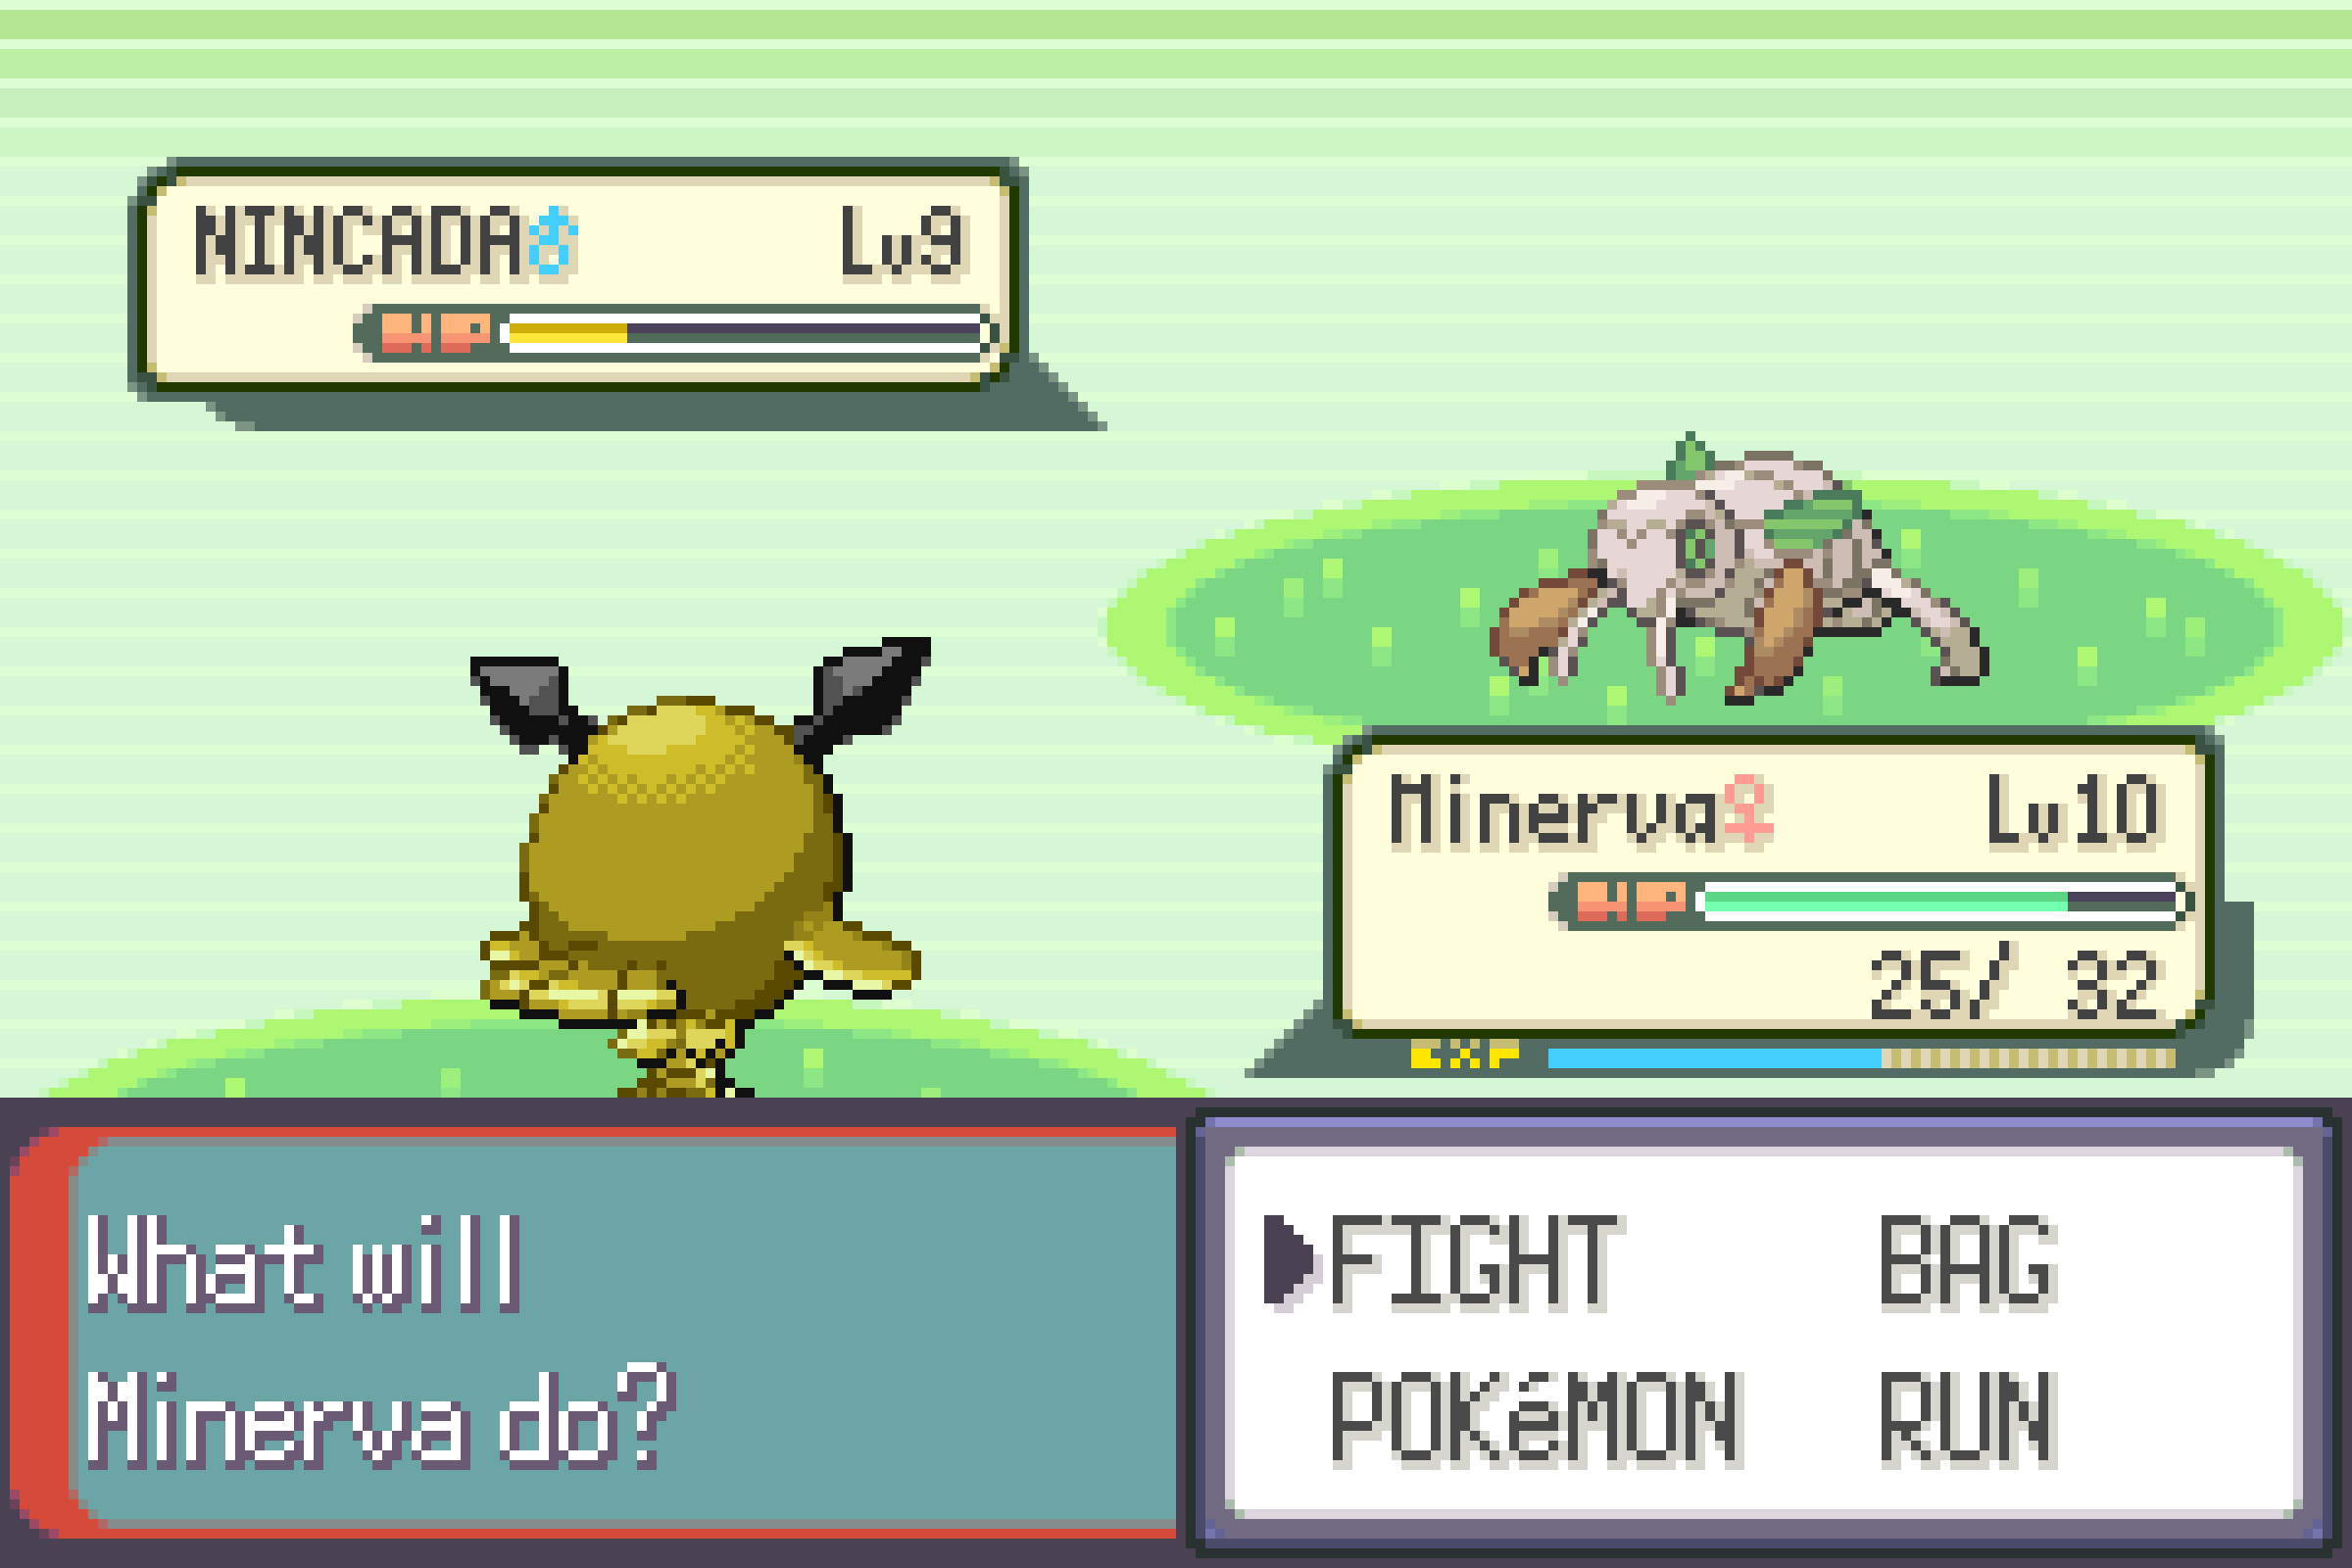 NINCADA♂ Lv9
HP
Minerva♀ Lv10
HP
25/ 32
EXP
What will
Minerva do?
▶FIGHT BAG
POKéMON RUN